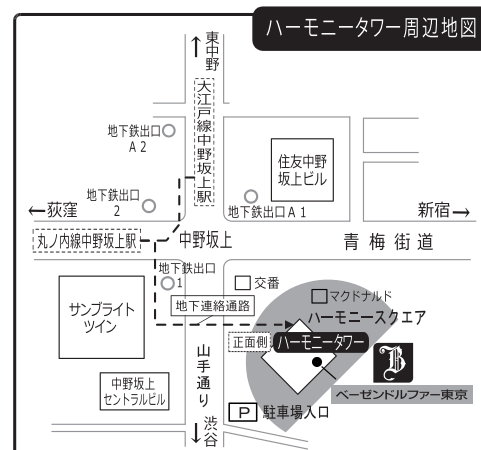 ハーモニータワー周辺地図
↑
東中野
大江戸線中野坂上駅
地下鉄出口
A 2
住友中野
坂上ビル
地下鉄出口
2
地下鉄出口A 1
←荻窪
新宿→
丸ノ内線中野坂上駅
中野坂上
青梅街道
地下鉄出口
1
交番
マクドナルド
地下連絡通路
ハーモニースクエア
サンブライト
ツイン
正面側
ハーモニータワー
山手通り
B
中野坂上
セントラルビル
ベーゼンドルファー東京
P
駐車場入口
渋谷
↓